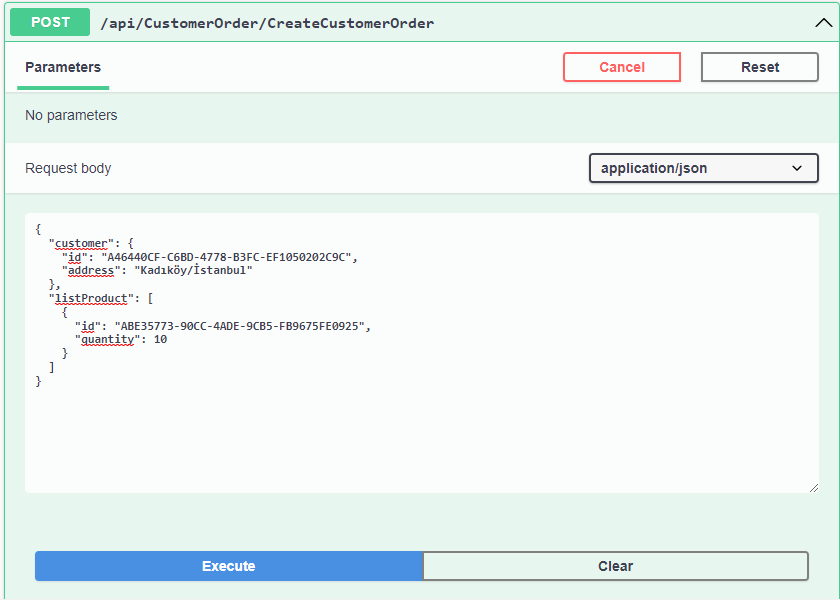 POST /api/CustomerOrder/CreateCustomerOrder
Parameters
Cancel
Reset
No parameters
Request body
application/json
{
  "customer": {
    "id": "A46440CF-C6BD-4778-B3FC-EF1050202C9C",
    "address": "Kadıköy/İstanbul"
  },
  "listProduct": [
    {
      "id": "ABE35773-90CC-4ADE-9CB5-FB9675FE0925",
      "quantity": 10
    }
  ]
}
Execute
Clear